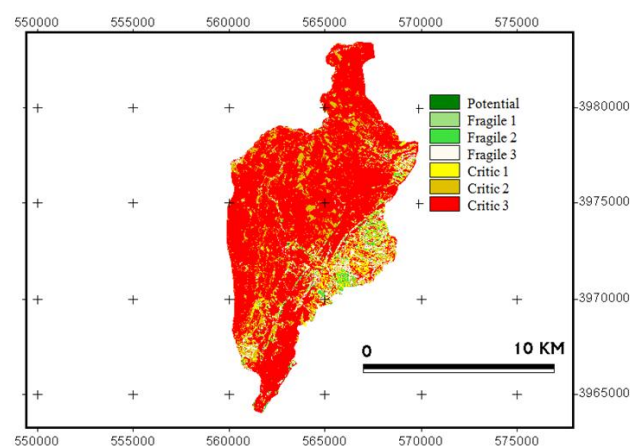 550000 555000 560000 565000 570000 575000
Potential
Fragile 1
Fragile 2
Fragile 3
Critic 1
Critic 2
Critic 3
3980000
3975000
3970000
3965000
0 10 KM
550000 555000 560000 565000 570000 575000